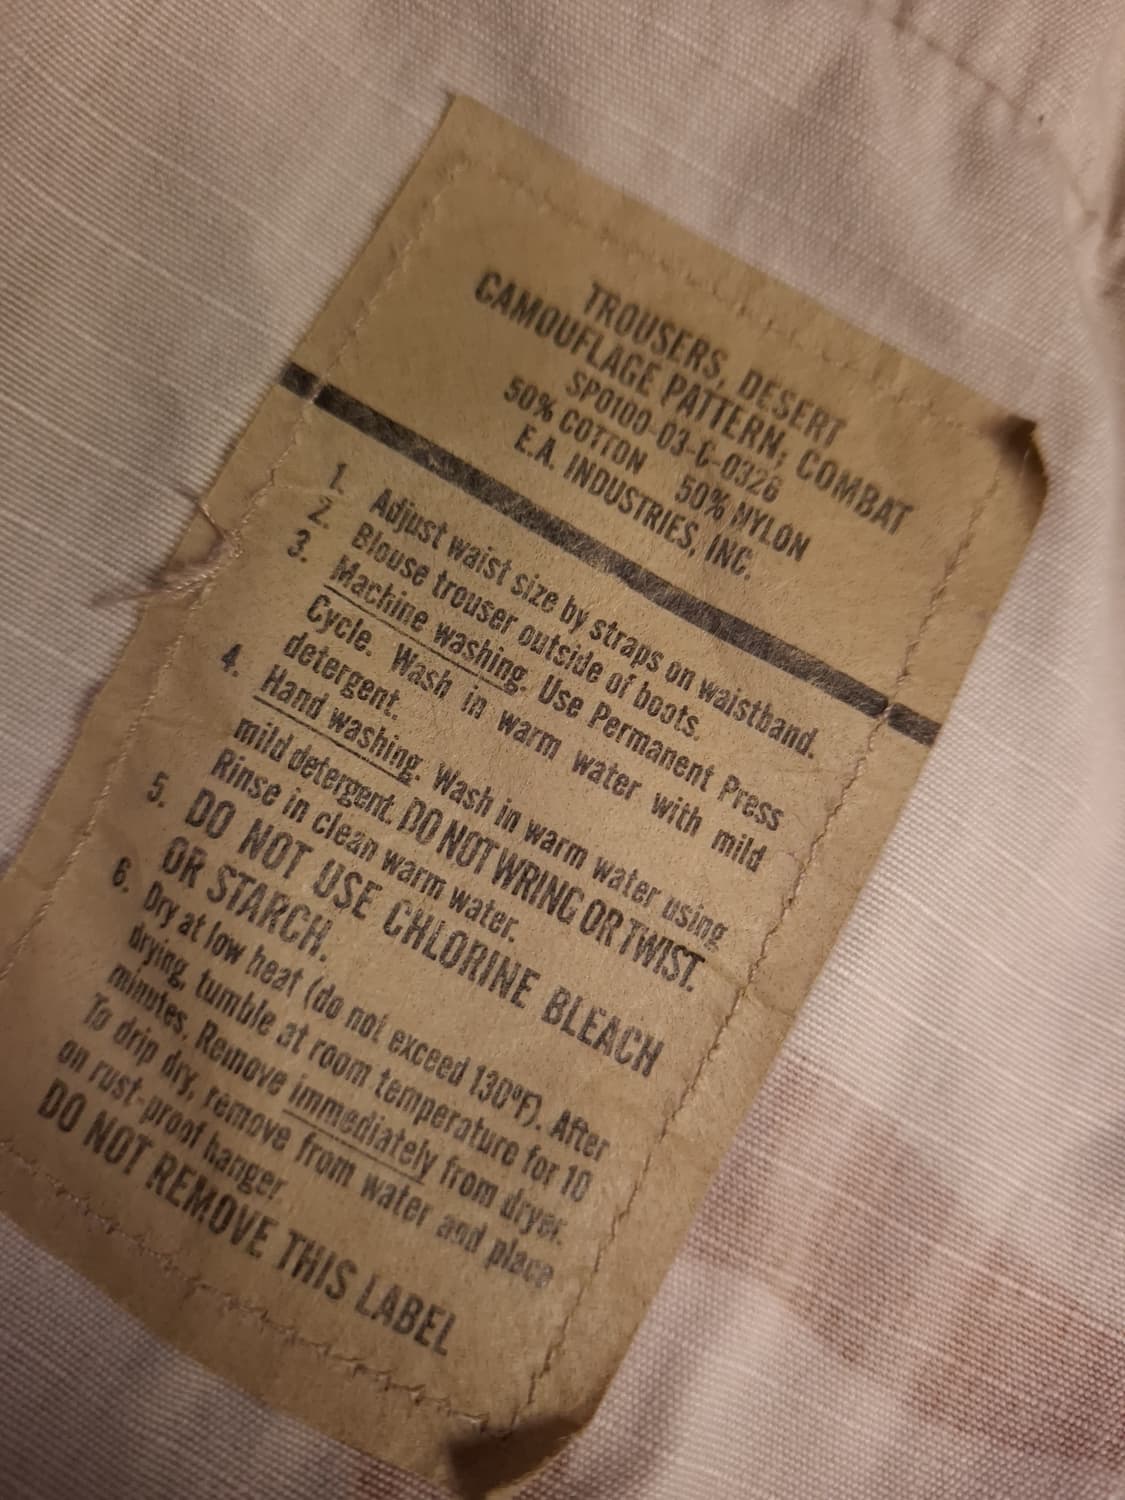 TROUSERS, DESERT
CAMOUFLAGE PATTERN, COMBAT
SPO100-03-C-0326
50% COTTON 50% NYLON
E.A. INDUSTRIES, INC.
1. Adjust waist size by straps on waistband.
2. Blouse trouser outside of boots.
3. Machine washing. Use Permanent Press
Cycle. Wash in warm water with mild
detergent.
4. Hand washing. Wash in warm water using
mild detergent. DO NOT WRING OR TWIST.
Rinse in clean warm water.
5. DO NOT USE CHLORINE BLEACH
OR STARCH.
6. Dry at low heat (do not exceed 130°F). After
drying, tumble at room temperature for 10
minutes. Remove immediately from dryer.
To drip dry, remove from water and place
on rust-proof hanger.
DO NOT REMOVE THIS LABEL